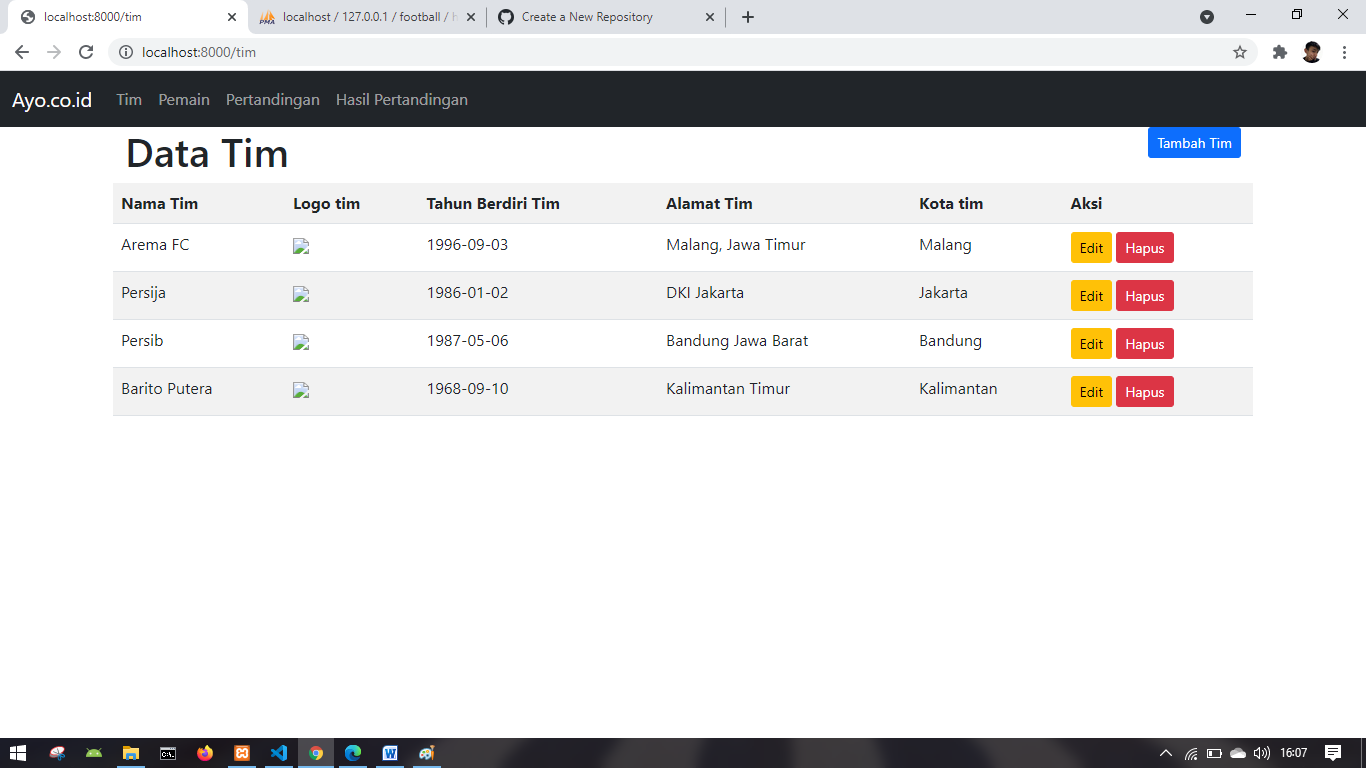 localhost:8000/tim
localhost / 127.0.0.1 / football / h
Create a New Repository
localhost:8000/tim
Ayo.co.id Tim Pemain Pertandingan Hasil Pertandingan
Data Tim
Tambah Tim
Nama Tim Logo tim Tahun Berdiri Tim Alamat Tim Kota tim Aksi
Arema FC 1996-09-03 Malang, Jawa Timur Malang Edit Hapus
Persija 1986-01-02 DKI Jakarta Jakarta Edit Hapus
Persib 1987-05-06 Bandung Jawa Barat Bandung Edit Hapus
Barito Putera 1968-09-10 Kalimantan Timur Kalimantan Edit Hapus
16:07